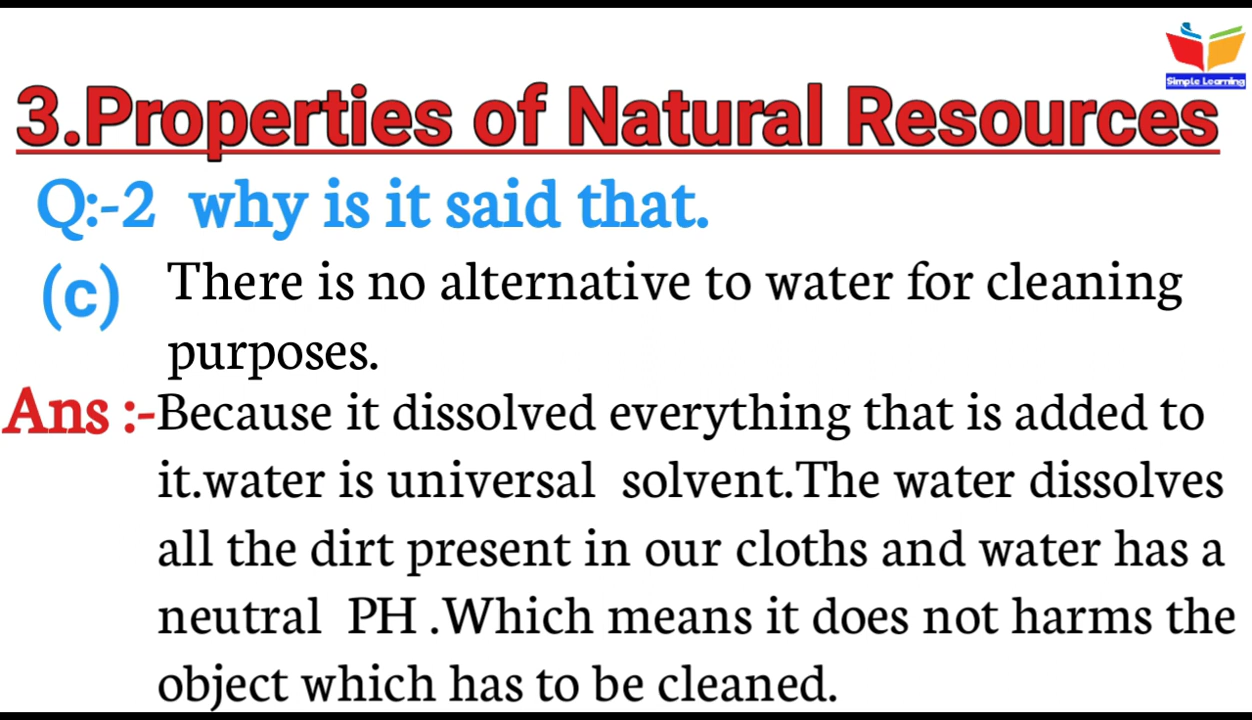 Simple Learning
3.Properties of Natural Resources
Q:-2 why is it said that.
(c) There is no alternative to water for cleaning
purposes.
Ans :-Because it dissolved everything that is added to
it.water is universal solvent.The water dissolves
all the dirt present in our cloths and water has a
neutral PH .Which means it does not harms the
object which has to be cleaned.